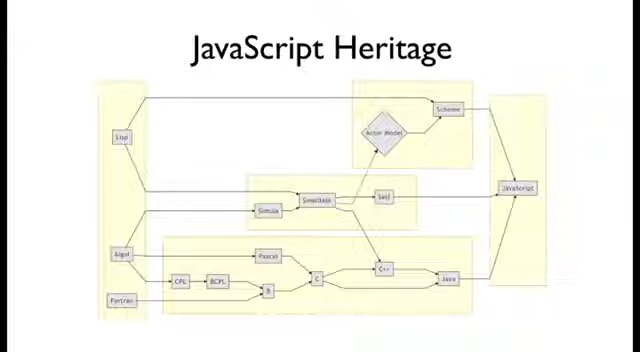 JavaScript Heritage
Scheme
Actor Model
Lisp
JavaScript
Smalltalk
Self
Simula
Algol
Pascal
C++
CPL
BCPL
C
Java
B
Fortran